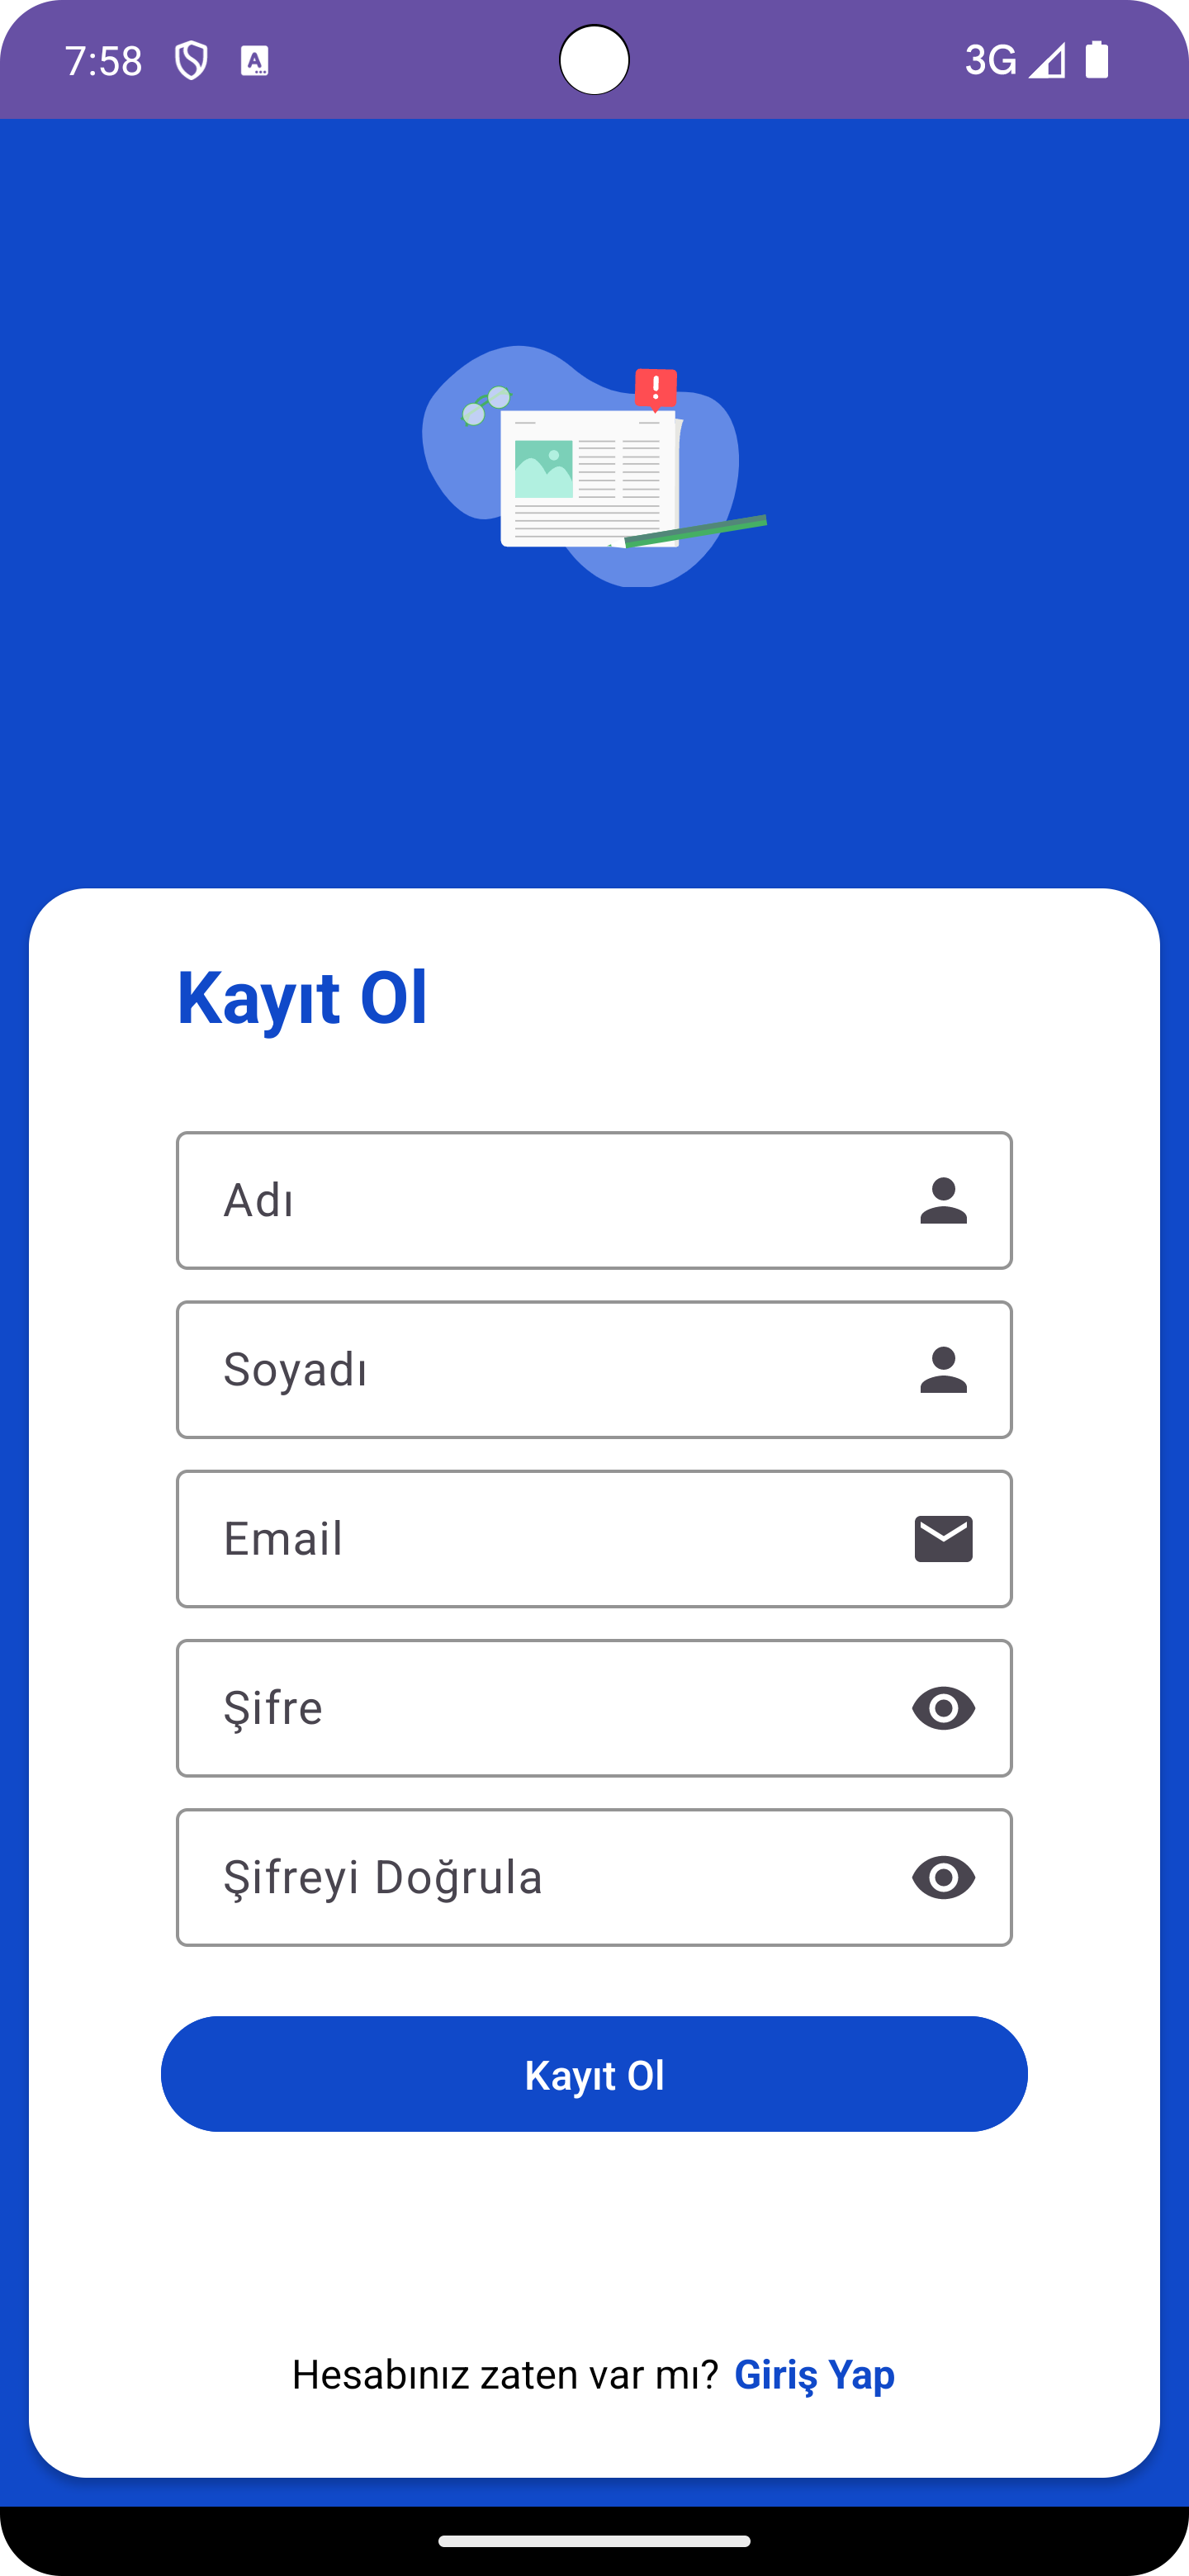 7:58 A 3G
!
Kayıt Ol
Adı
Soyadı
Email
Şifre
Şifreyi Doğrula
Kayıt Ol
Hesabınız zaten var mı? Giriş Yap